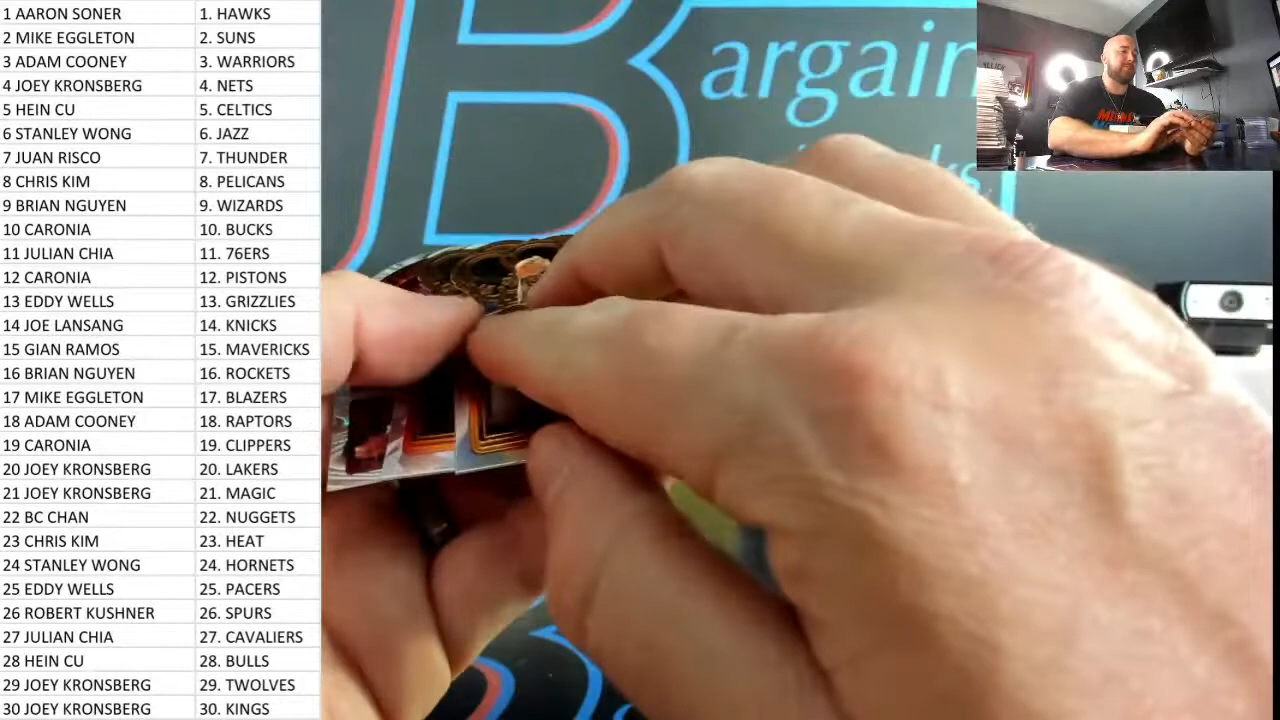 1 AARON SONER 1. HAWKS
2 MIKE EGGLETON 2. SUNS
3 ADAM COONEY 3. WARRIORS
4 JOEY KRONSBERG 4. NETS
5 HEIN CU 5. CELTICS
6 STANLEY WONG 6. JAZZ
7 JUAN RISCO 7. THUNDER
8 CHRIS KIM 8. PELICANS
9 BRIAN NGUYEN 9. WIZARDS
10 CARONIA 10. BUCKS
11 JULIAN CHIA 11. 76ERS
12 CARONIA 12. PISTONS
13 EDDY WELLS 13. GRIZZLIES
14 JOE LANSANG 14. KNICKS
15 GIAN RAMOS 15. MAVERICKS
16 BRIAN NGUYEN 16. ROCKETS
17 MIKE EGGLETON 17. BLAZERS
18 ADAM COONEY 18. RAPTORS
19 CARONIA 19. CLIPPERS
20 JOEY KRONSBERG 20. LAKERS
21 JOEY KRONSBERG 21. MAGIC
22 BC CHAN 22. NUGGETS
23 CHRIS KIM 23. HEAT
24 STANLEY WONG 24. HORNETS
25 EDDY WELLS 25. PACERS
26 ROBERT KUSHNER 26. SPURS
27 JULIAN CHIA 27. CAVALIERS
28 HEIN CU 28. BULLS
29 JOEY KRONSBERG 29. TWOLVES
30 JOEY KRONSBERG 30. KINGS
Bargain